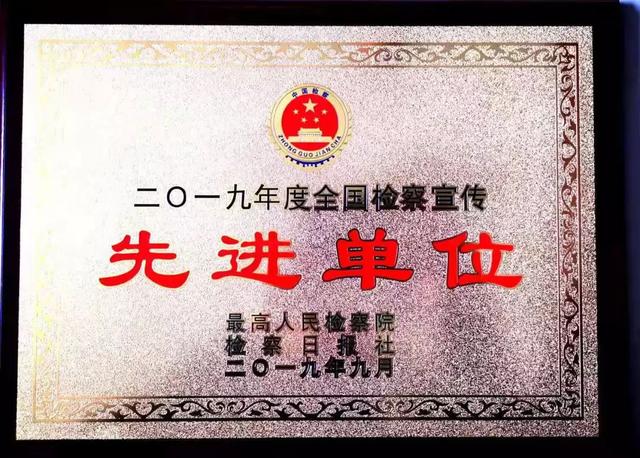 中国检察
ZHONG GUO JIAN CHA
二〇一九年度全国检察宣传
先进单位
最高人民检察院
检察日报社
二〇一九年九月